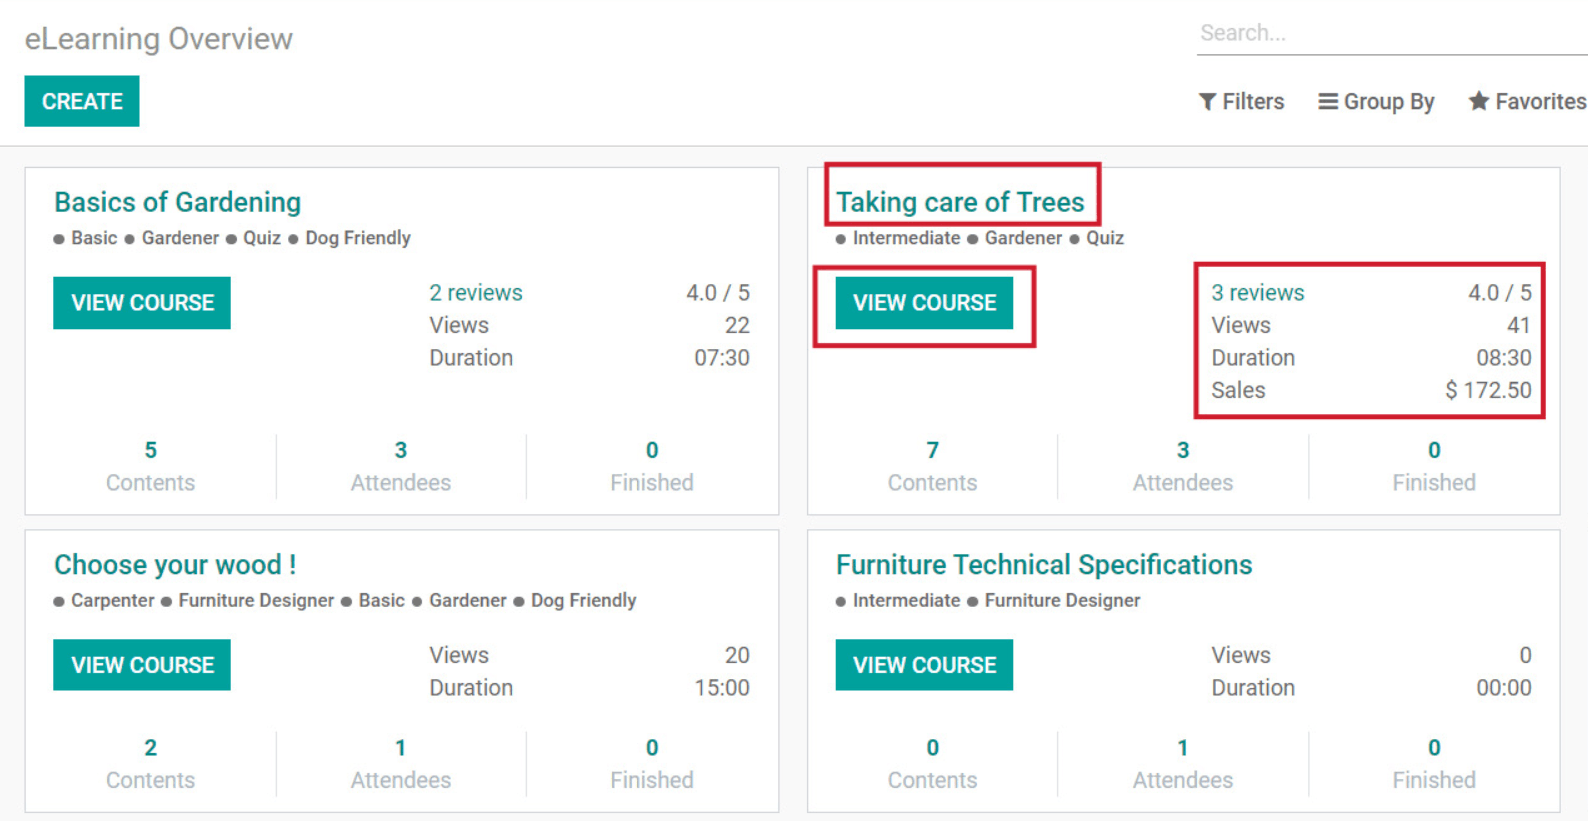 eLearning Overview
Search...
CREATE
Filters Group By Favorites
Basics of Gardening
Basic Gardener Quiz Dog Friendly
VIEW COURSE
2 reviews 4.0 / 5
Views 22
Duration 07:30
5 3 0
Contents Attendees Finished
Taking care of Trees
Intermediate Gardener Quiz
VIEW COURSE
3 reviews 4.0 / 5
Views 41
Duration 08:30
Sales $ 172.50
7 3 0
Contents Attendees Finished
Choose your wood !
Carpenter Furniture Designer Basic Gardener Dog Friendly
VIEW COURSE
Views 20
Duration 15:00
2 1 0
Contents Attendees Finished
Furniture Technical Specifications
Intermediate Furniture Designer
VIEW COURSE
Views 0
Duration 00:00
0 1 0
Contents Attendees Finished